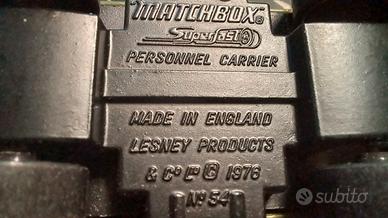 "MATCHBOX"
Superfast
PERSONNEL CARRIER
MADE IN ENGLAND
LESNEY PRODUCTS
& Cº Lᵀᴰ © 1976
Nº 54
subito